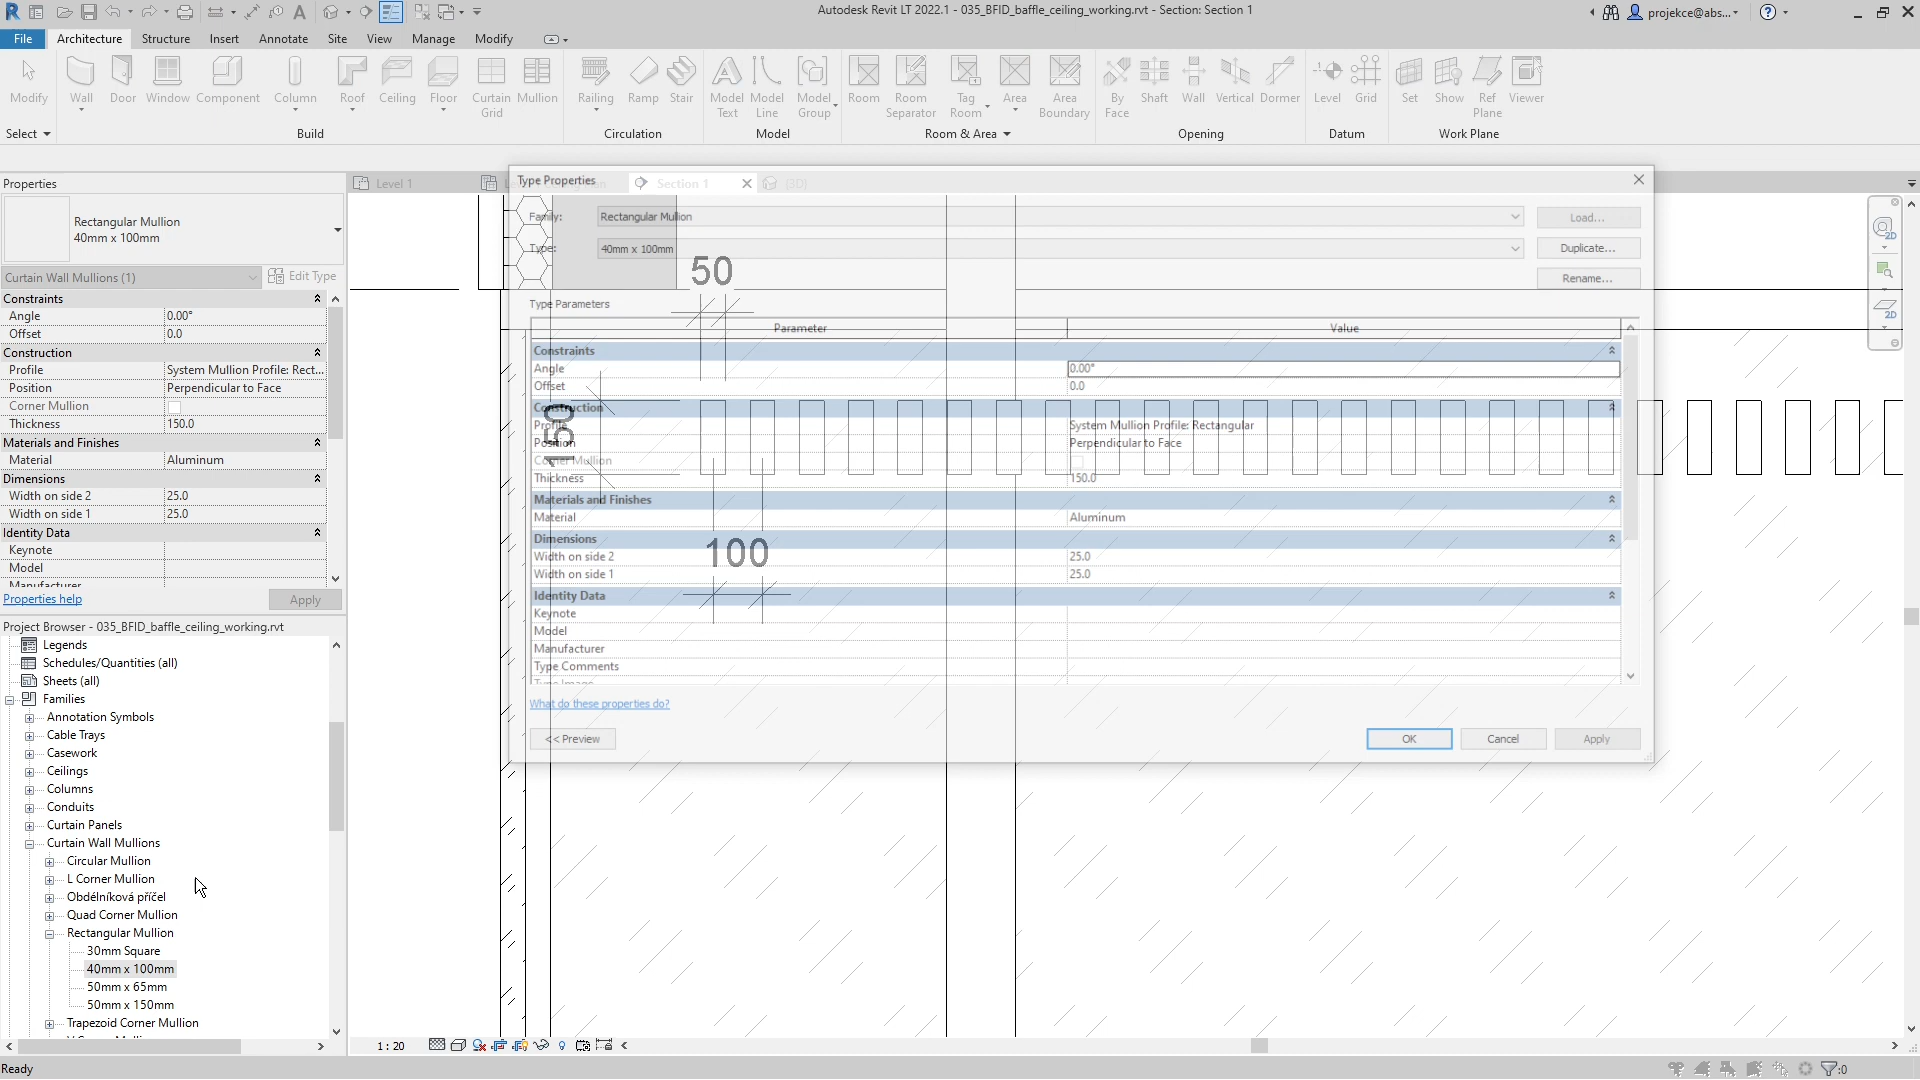 Autodesk Revit LT 2022.1 - 035_BFID_baffle_ceiling_working.rvt - Section: Section 1
projekce@abs...
File Architecture Structure Insert Annotate Site View Manage Modify
Modify Wall Door Window Component Column Roof Ceiling Floor Curtain Grid Mullion Railing Ramp Stair Model Text Model Line Model Group Room Room Separator Tag Room Area Area Boundary By Face Shaft Wall Vertical Dormer Level Grid Set Show Ref Plane Viewer
Select Build Circulation Model Room & Area Opening Datum Work Plane
Properties
Rectangular Mullion
40mm x 100mm
Curtain Wall Mullions (1) Edit Type
Constraints
Angle 0.00°
Offset 0.0
Construction
Profile System Mullion Profile: Rect...
Position Perpendicular to Face
Corner Mullion
Thickness 150.0
Materials and Finishes
Material Aluminum
Dimensions
Width on side 2 25.0
Width on side 1 25.0
Identity Data
Keynote
Model
Manufacturer
Properties help Apply
Project Browser - 035_BFID_baffle_ceiling_working.rvt
Legends
Schedules/Quantities (all)
Sheets (all)
Families
Annotation Symbols
Cable Trays
Casework
Ceilings
Columns
Conduits
Curtain Panels
Curtain Wall Mullions
Circular Mullion
L Corner Mullion
Obdélníková příčel
Quad Corner Mullion
Rectangular Mullion
30mm Square
40mm x 100mm
50mm x 65mm
50mm x 150mm
Trapezoid Corner Mullion
Level 1
Section 1
(3D)
Type Properties
Family: Rectangular Mullion Load...
Type: 40mm x 100mm Duplicate...
Rename...
Type Parameters
Parameter Value
Constraints
Angle 0.00°
Offset 0.0
Construction
Profile System Mullion Profile: Rectangular
Position Perpendicular to Face
Corner Mullion
Thickness 150.0
Materials and Finishes
Material Aluminum
Dimensions
Width on side 2 25.0
Width on side 1 25.0
Identity Data
Keynote
Model
Manufacturer
Type Comments
Type Image
What do these properties do?
<< Preview OK Cancel Apply
50
150
100
2D
2D
1 : 20
Ready
:0